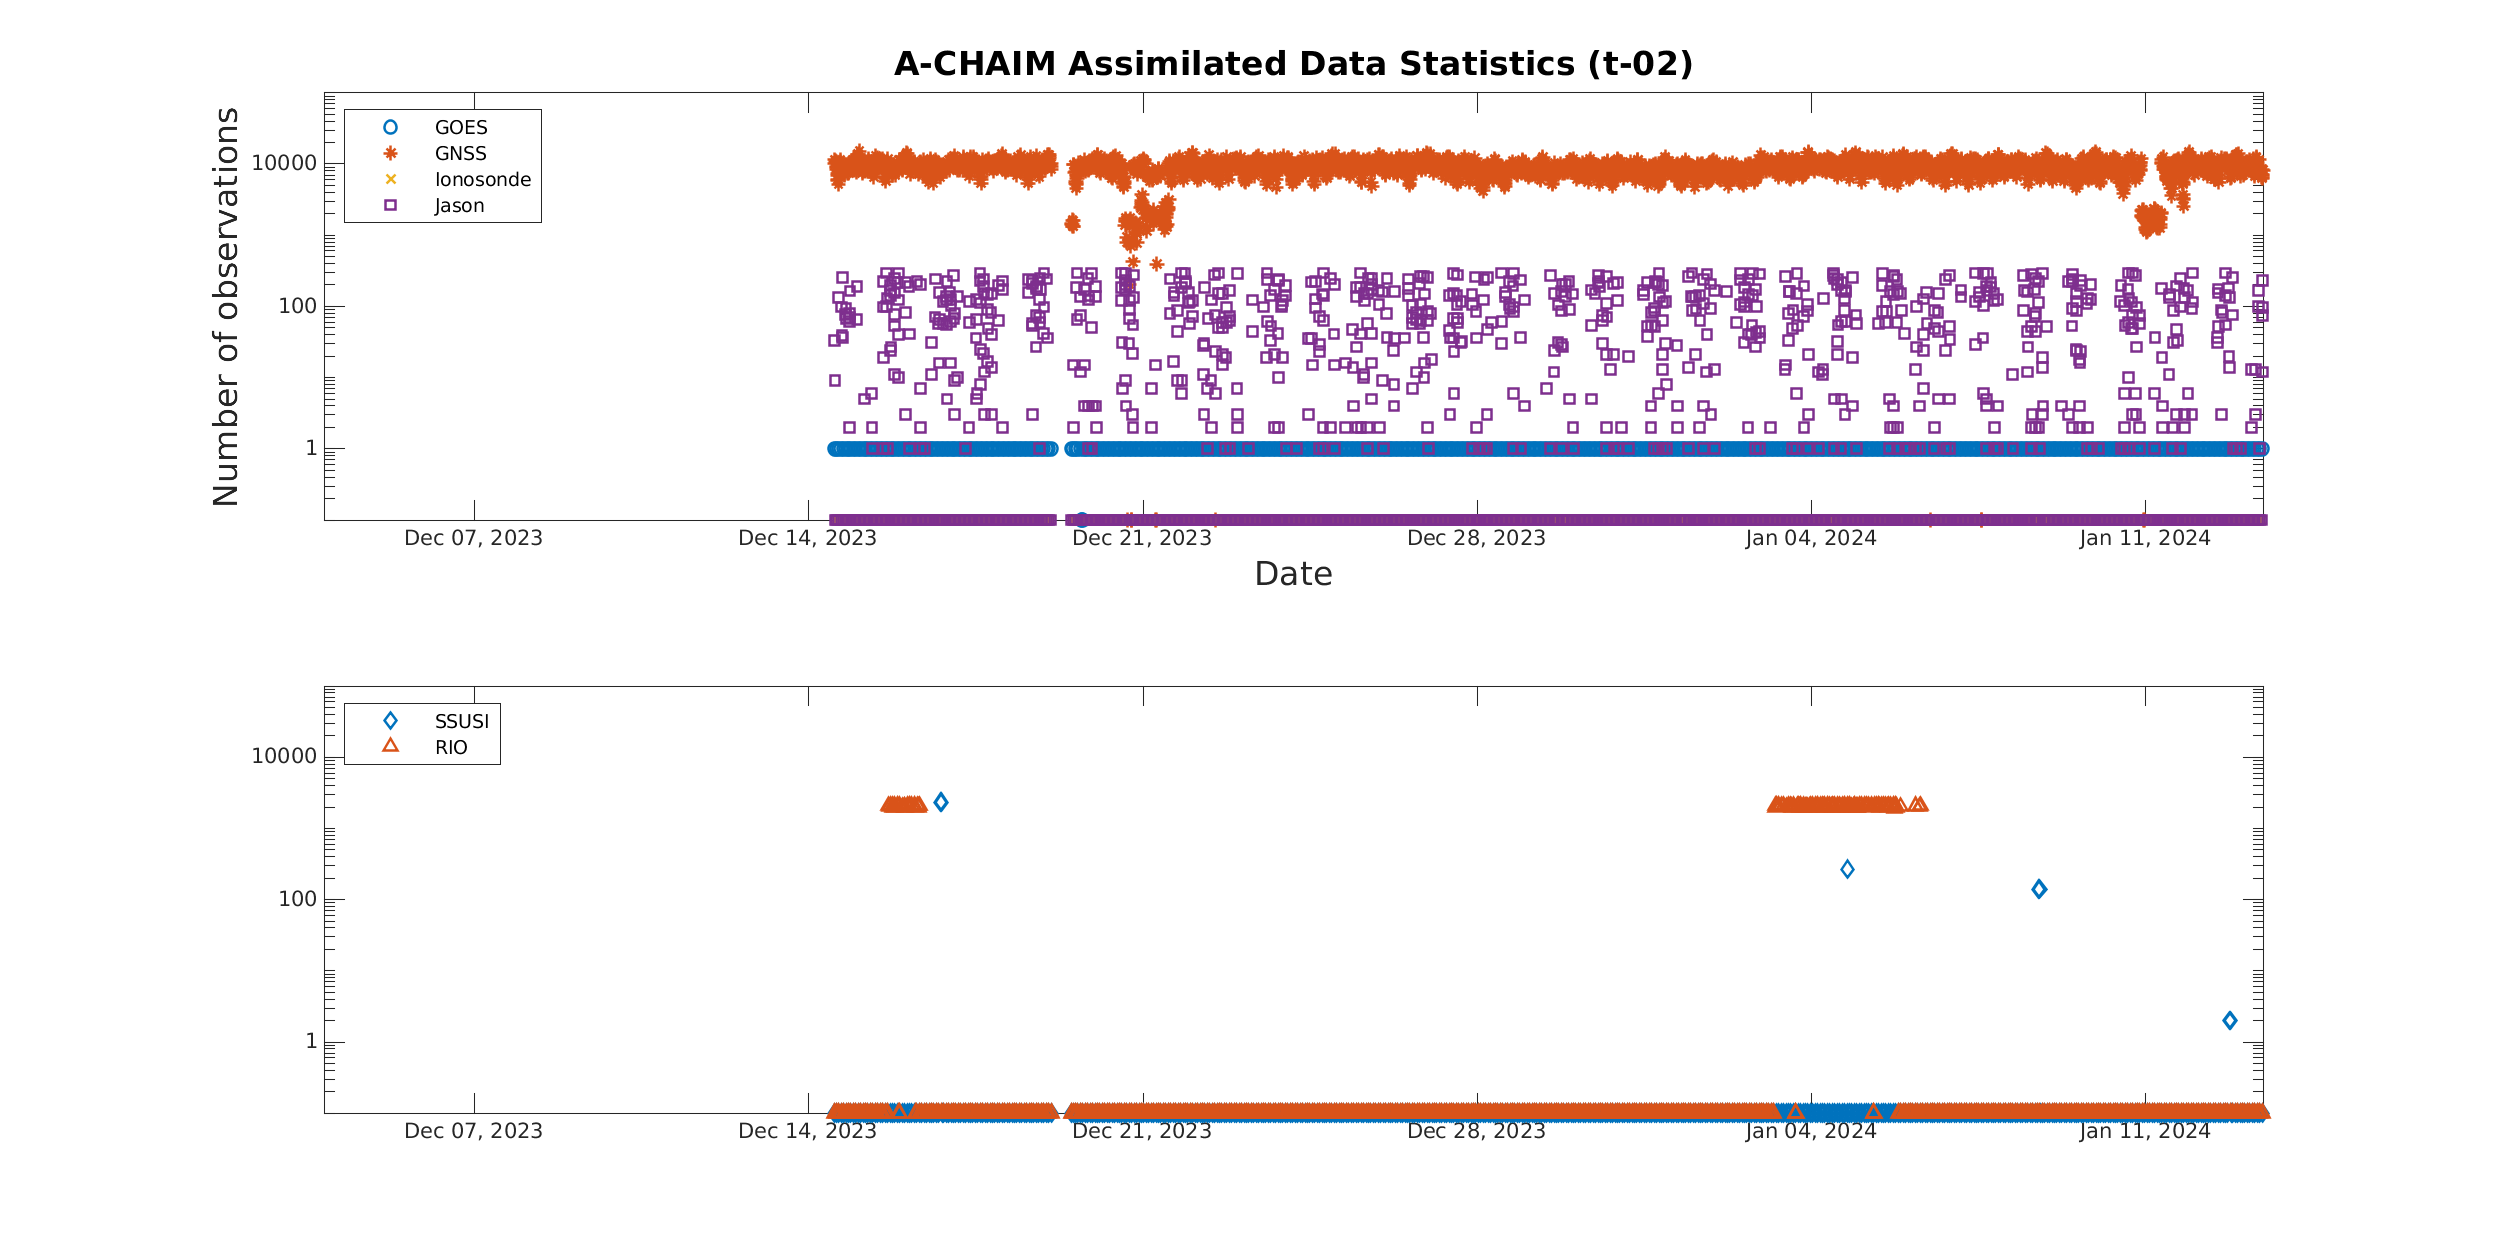 A-CHAIM Assimilated Data Statistics (t-02)
Number of observations
10000
100
1
GOES
GNSS
Ionosonde
Jason
Dec 07, 2023
Dec 14, 2023
Dec 21, 2023
Dec 28, 2023
Jan 04, 2024
Jan 11, 2024
Date
10000
100
1
SSUSI
RIO
Dec 07, 2023
Dec 14, 2023
Dec 21, 2023
Dec 28, 2023
Jan 04, 2024
Jan 11, 2024